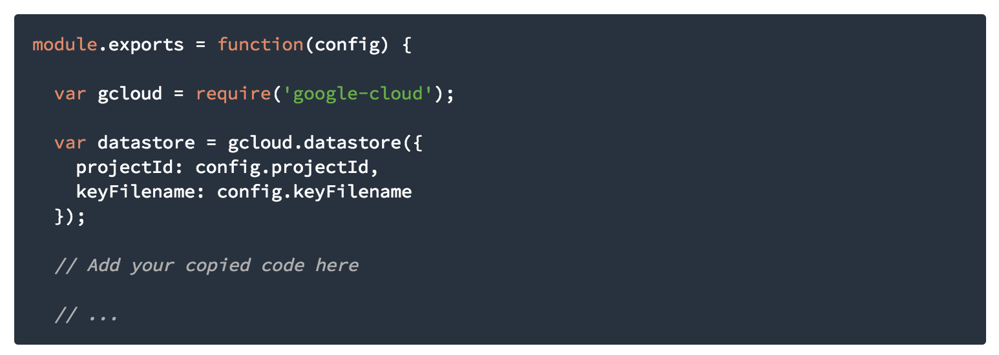 module.exports = function(config) {
  var gcloud = require('google-cloud');
  var datastore = gcloud.datastore({
    projectId: config.projectId,
    keyFilename: config.keyFilename
  });
  // Add your copied code here
  // ...